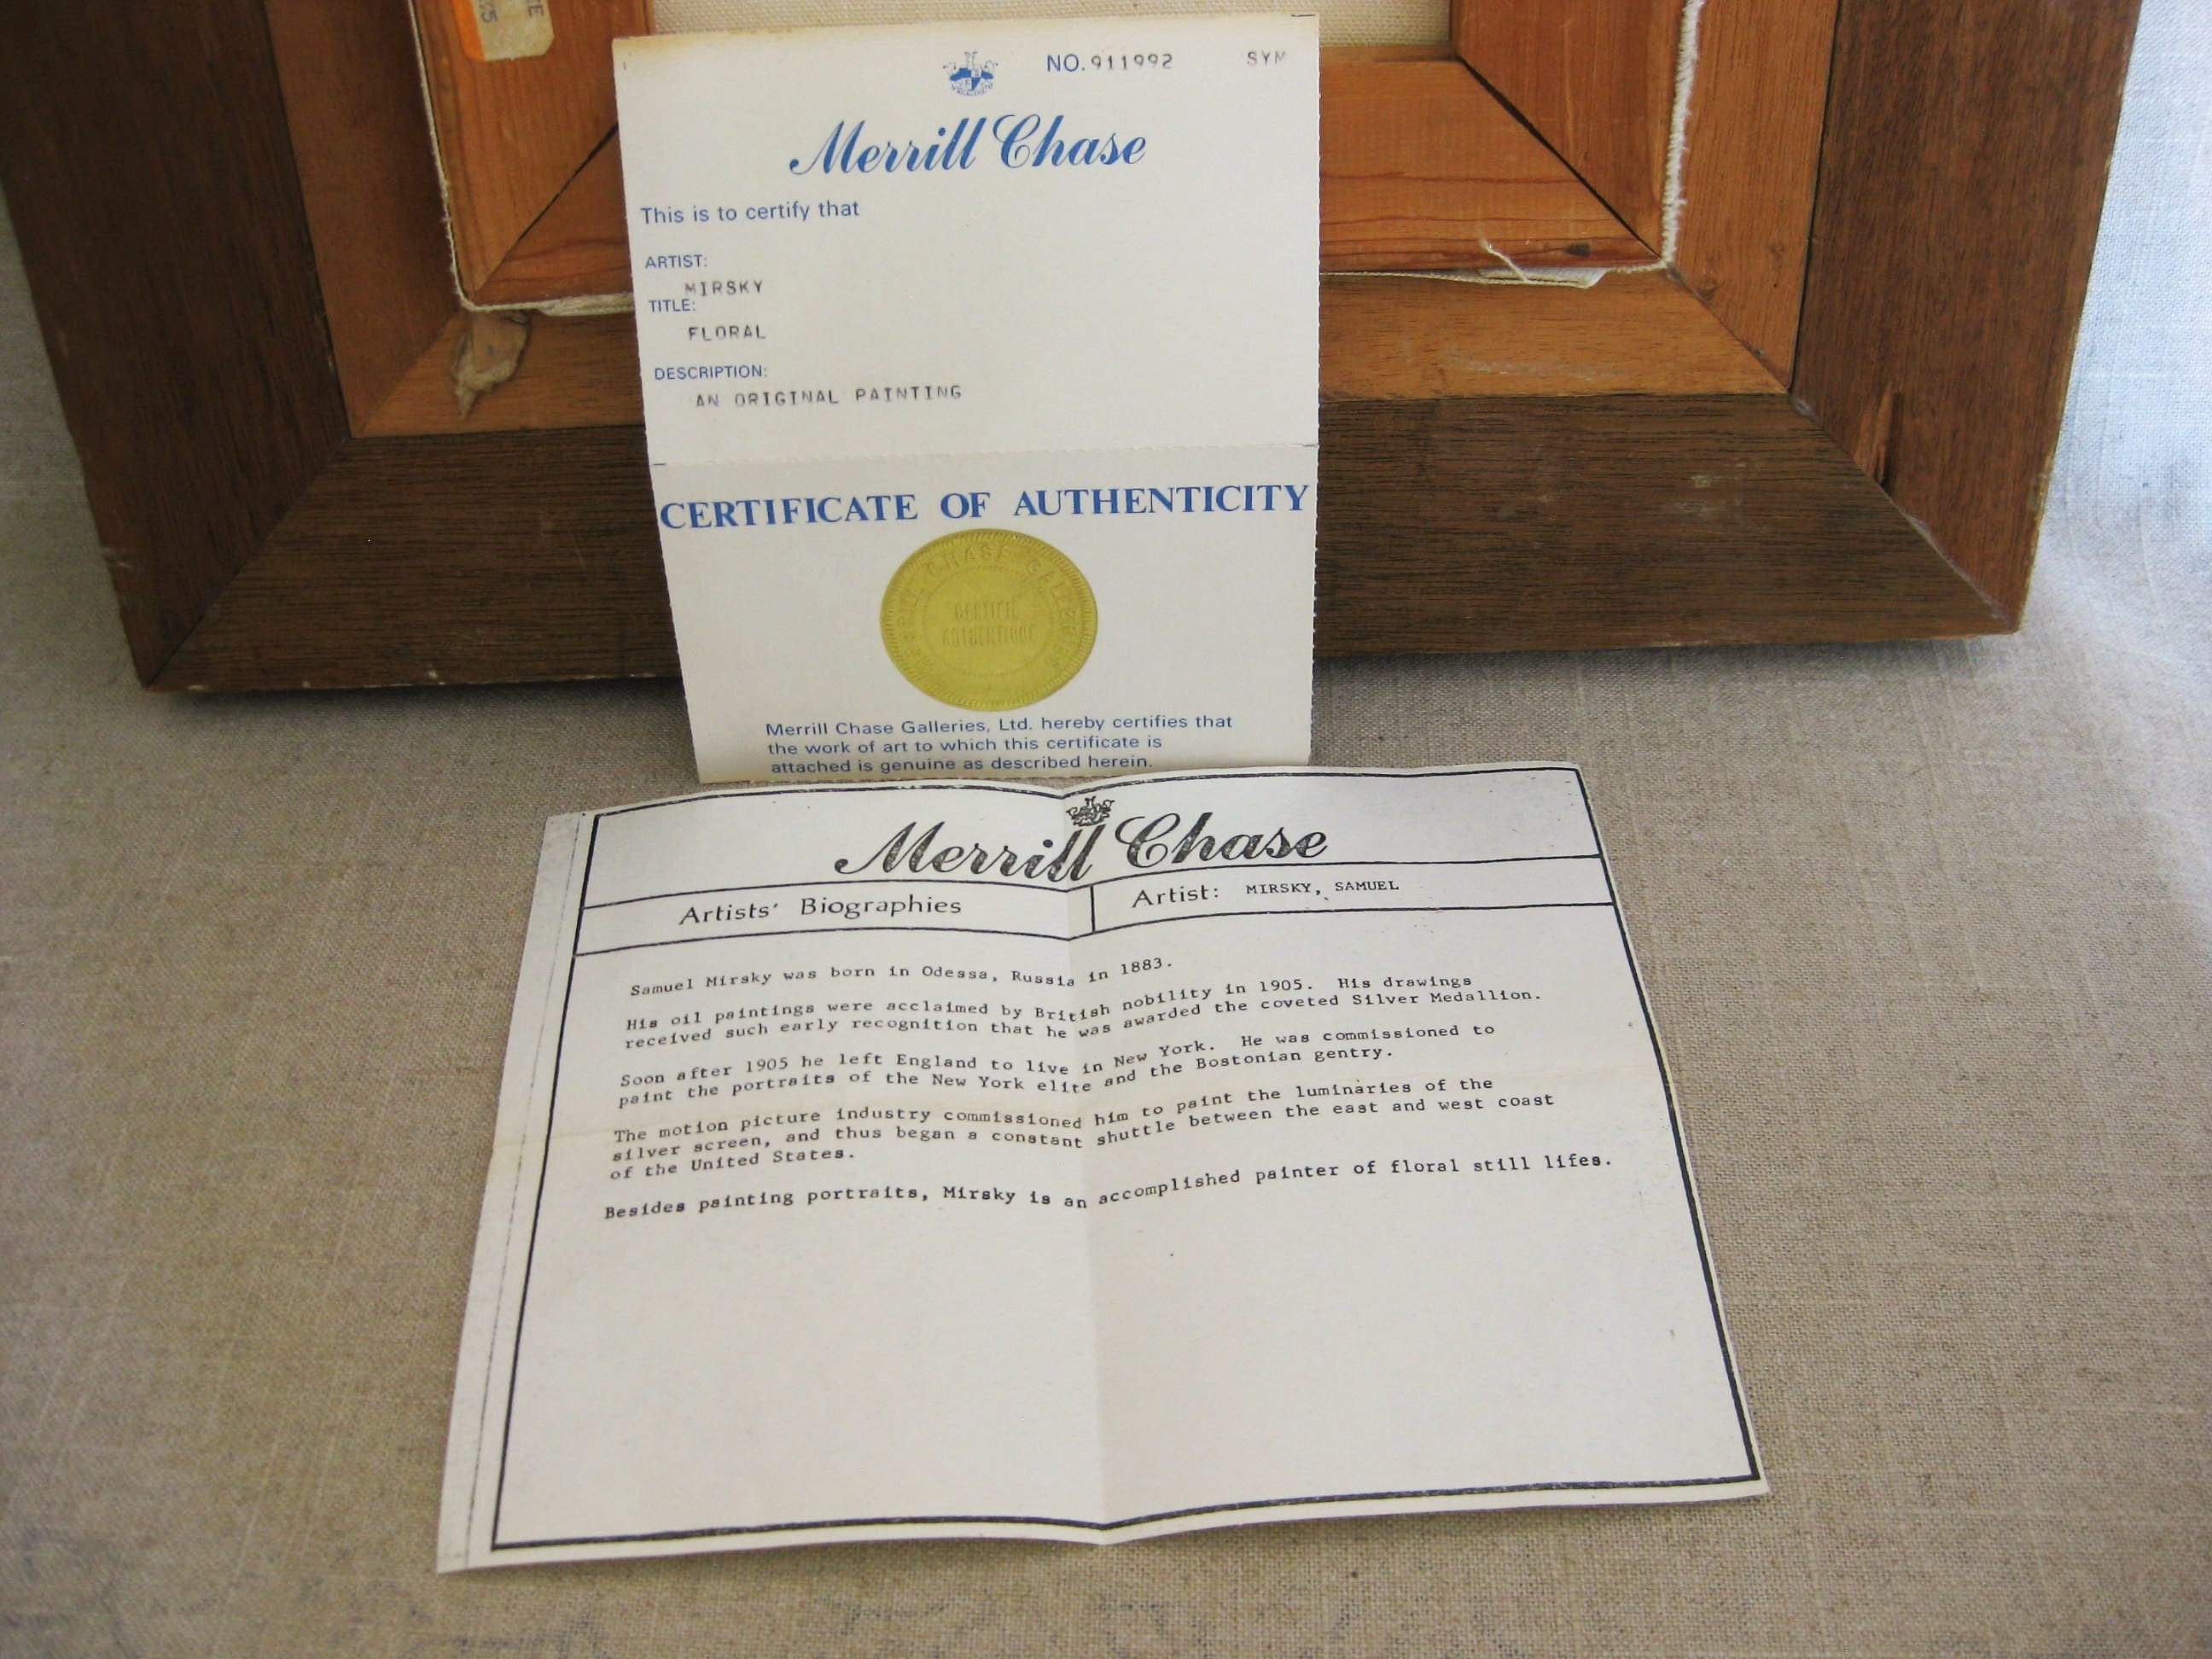 NO. 911992 SYM
Merrill Chase
This is to certify that
ARTIST:
MIRSKY
TITLE:
FLORAL
DESCRIPTION:
AN ORIGINAL PAINTING
CERTIFICATE OF AUTHENTICITY
MERRILL CHASE GALLERIES
CERTIFIE
AUTHENTIQUE
Merrill Chase Galleries, Ltd. hereby certifies that
the work of art to which this certificate is
attached is genuine as described herein.
Merrill Chase
Artists' Biographies
Artist: MIRSKY, SAMUEL
Samuel Mirsky was born in Odessa, Russia in 1883.
His oil paintings were acclaimed by British nobility in 1905. His drawings
received such early recognition that he was awarded the coveted Silver Medallion.
Soon after 1905 he left England to live in New York. He was commissioned to
paint the portraits of the New York elite and the Bostonian gentry.
The motion picture industry commissioned him to paint the luminaries of the
silver screen, and thus began a constant shuttle between the east and west coast
of the United States.
Besides painting portraits, Mirsky is an accomplished painter of floral still lifes.